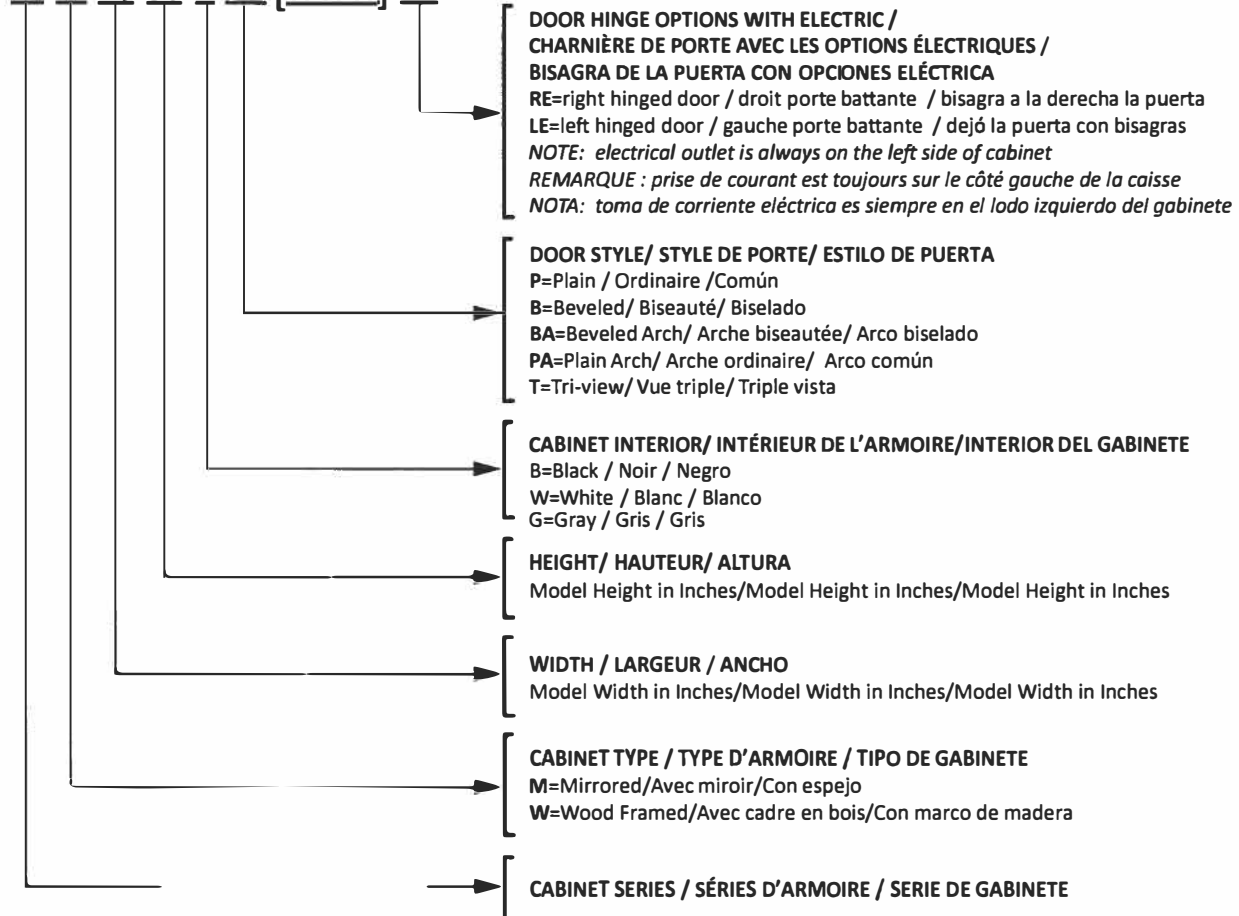 DOOR HINGE OPTIONS WITH ELECTRIC /
CHARNIÈRE DE PORTE AVEC LES OPTIONS ÉLECTRIQUES /
BISAGRA DE LA PUERTA CON OPCIONES ELÉCTRICA
RE=right hinged door / droit porte battante / bisagra a la derecha la puerta
LE=left hinged door / gauche porte battante / dejó la puerta con bisagras
NOTE: electrical outlet is always on the left side of cabinet
REMARQUE : prise de courant est toujours sur le côté gauche de la caisse
NOTA: toma de corriente eléctrica es siempre en el lodo izquierdo del gabinete
DOOR STYLE/ STYLE DE PORTE/ ESTILO DE PUERTA
P=Plain / Ordinaire /Común
B=Beveled/ Biseauté/ Biselado
BA=Beveled Arch/ Arche biseautée/ Arco biselado
PA=Plain Arch/ Arche ordinaire/ Arco común
T=Tri-view/ Vue triple/ Triple vista
CABINET INTERIOR/ INTÉRIEUR DE L'ARMOIRE/INTERIOR DEL GABINETE
B=Black / Noir / Negro
W=White / Blanc / Blanco
G=Gray / Gris / Gris
HEIGHT/ HAUTEUR/ ALTURA
Model Height in Inches/Model Height in Inches/Model Height in Inches
WIDTH / LARGEUR / ANCHO
Model Width in Inches/Model Width in Inches/Model Width in Inches
CABINET TYPE / TYPE D'ARMOIRE / TIPO DE GABINETE
M=Mirrored/Avec miroir/Con espejo
W=Wood Framed/Avec cadre en bois/Con marco de madera
CABINET SERIES / SÉRIES D'ARMOIRE / SERIE DE GABINETE